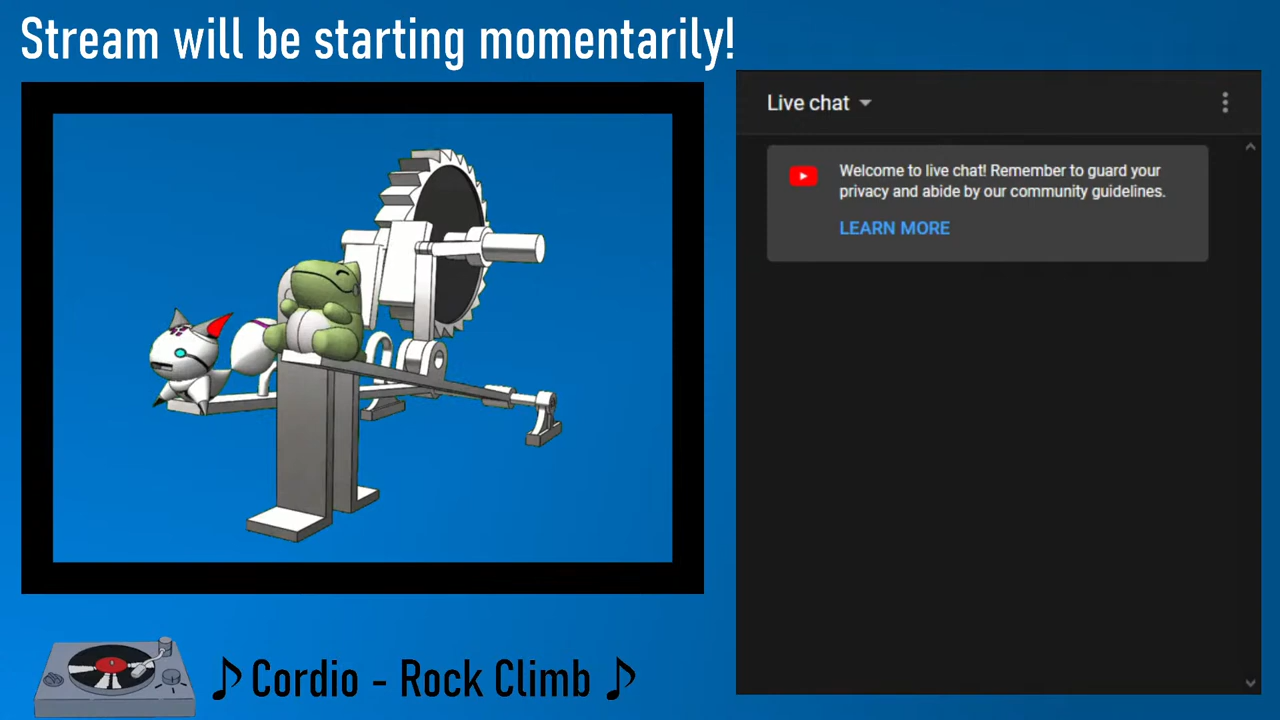 Stream will be starting momentarily!
Live chat
Welcome to live chat! Remember to guard your
privacy and abide by our community guidelines.
LEARN MORE
♪ Cordio - Rock Climb ♪